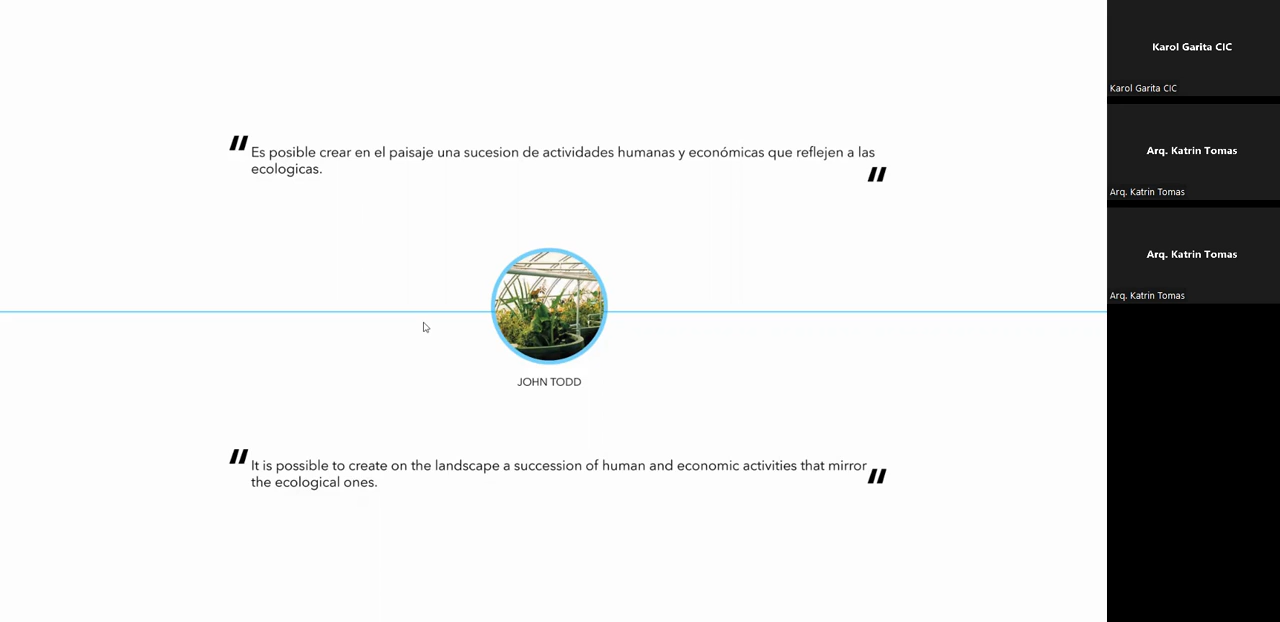 " Es posible crear en el paisaje una sucesion de actividades humanas y económicas que reflejen a las
ecologicas. "
JOHN TODD
" It is possible to create on the landscape a succession of human and economic activities that mirror
the ecological ones. "
Karol Garita CIC
Karol Garita CIC
Arq. Katrin Tomas
Arq. Katrin Tomas
Arq. Katrin Tomas
Arq. Katrin Tomas